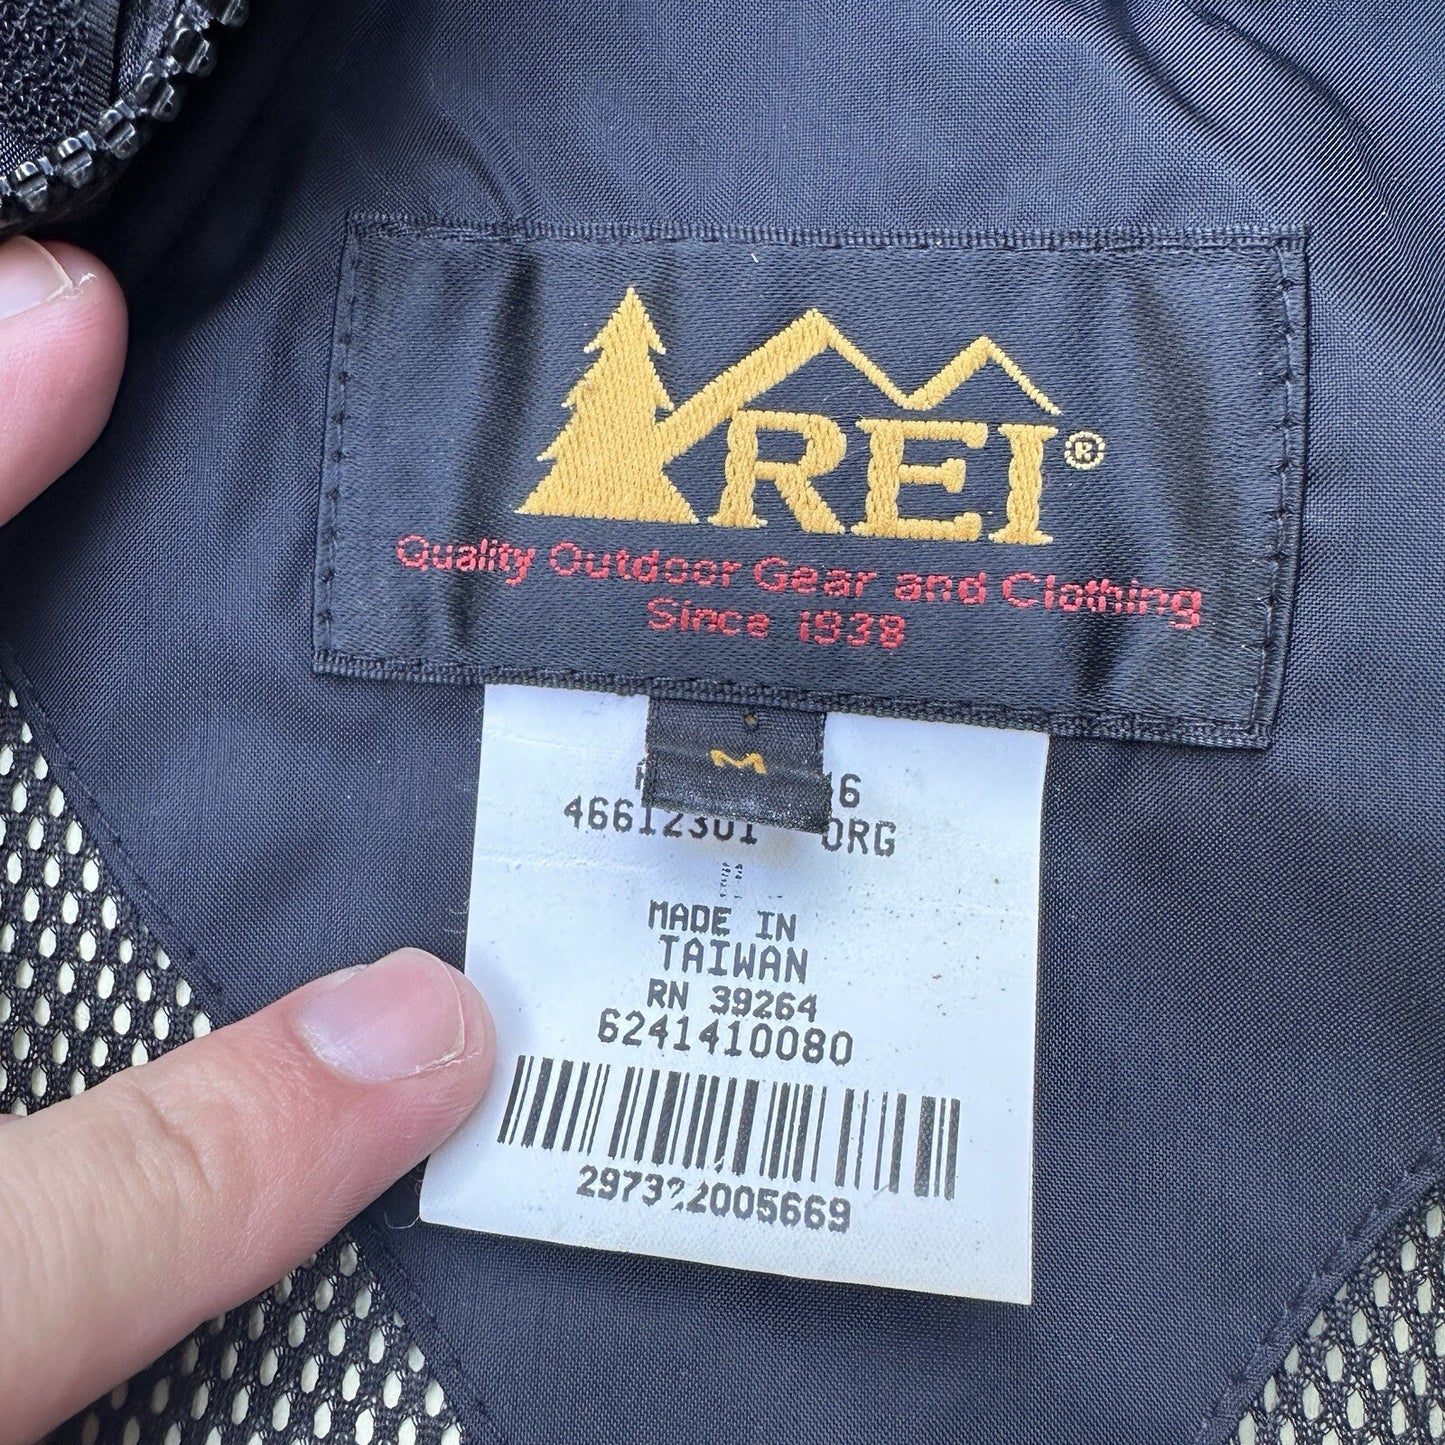 REI®
Quality Outdoor Gear and Clothing
Since 1938
M
46612301 ORG
MADE IN
TAIWAN
RN 39264
6241410080